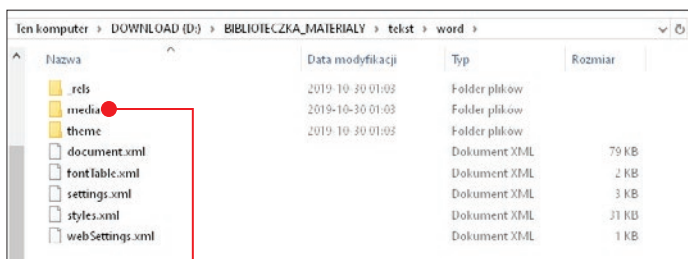 Ten komputer › DOWNLOAD (D:) › BIBLIOTECZKA_MATERIALY › tekst › word ›
Nazwa Data modyfikacji Typ Rozmiar
_rels 2019-10-30 01:03 Folder plików
media 2019-10-30 01:03 Folder plików
theme 2019-10-30 01:03 Folder plików
document.xml Dokument XML 79 KB
fontTable.xml Dokument XML 2 KB
settings.xml Dokument XML 3 KB
styles.xml Dokument XML 31 KB
webSettings.xml Dokument XML 1 KB